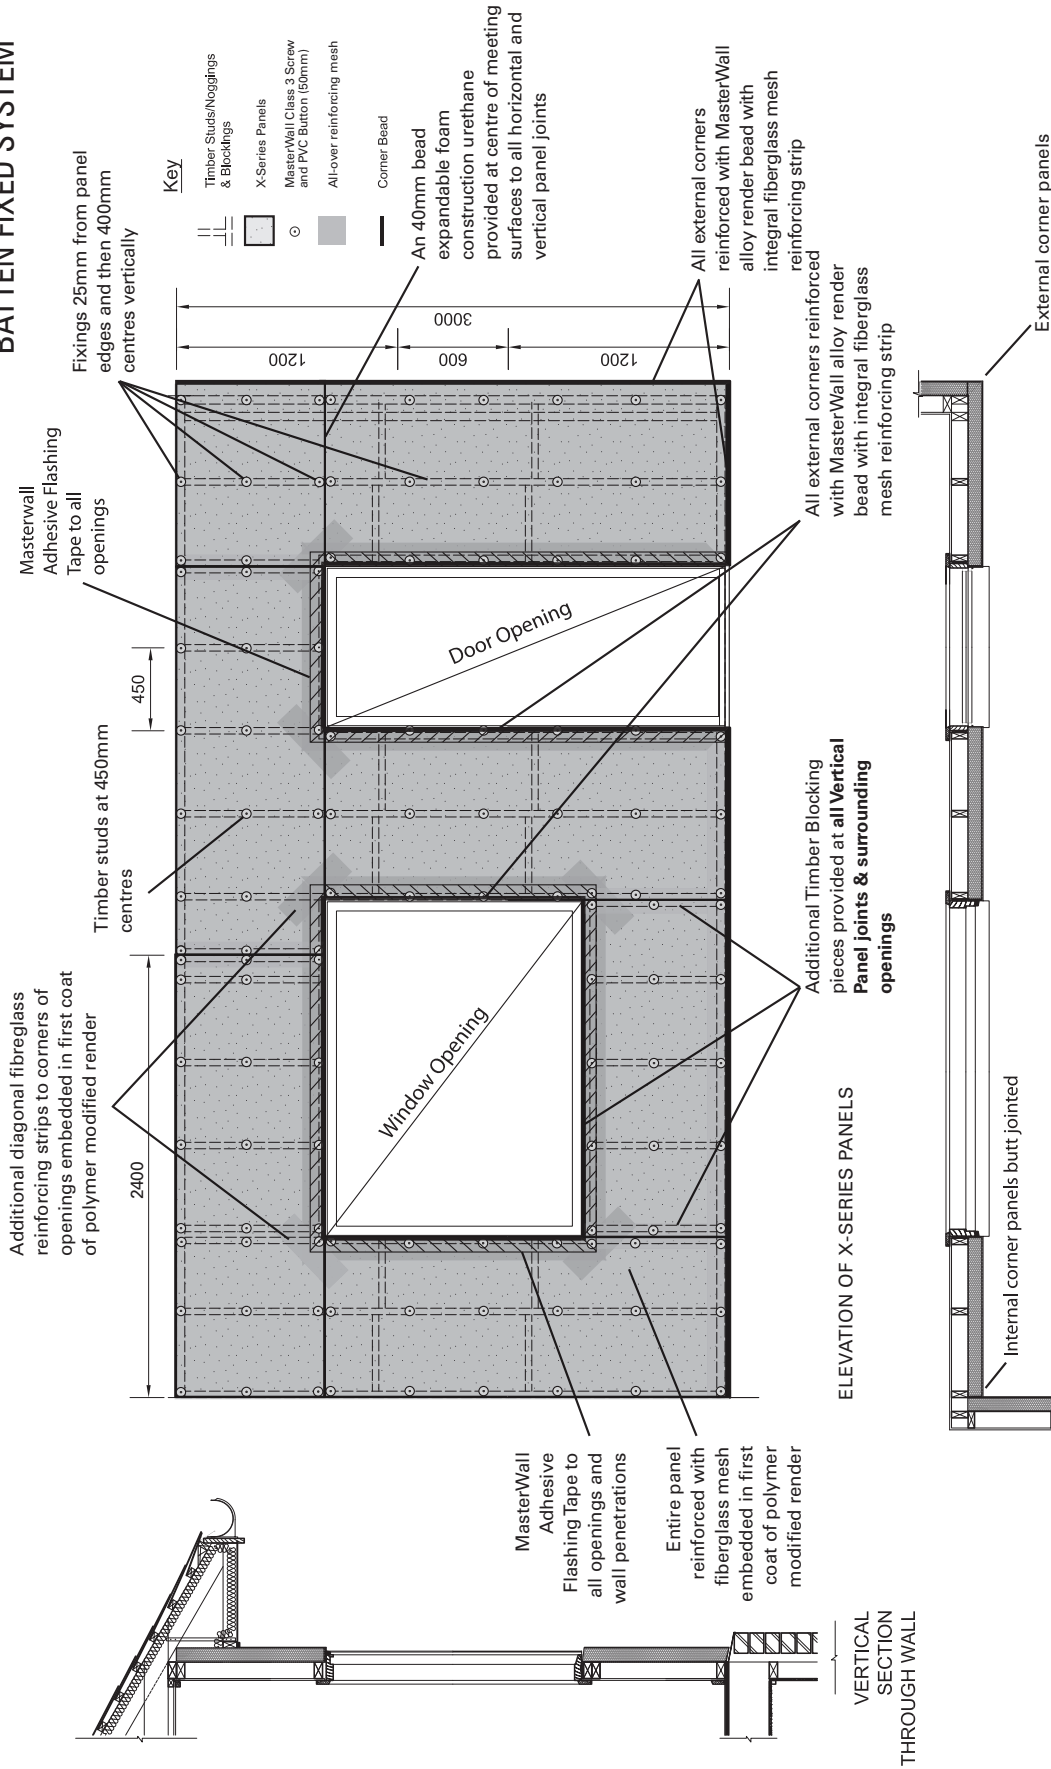 BATTEN FIXED SYSTEM
Additional diagonal fibreglass
reinforcing strips to corners of
openings embedded in first coat
of polymer modified render
Timber studs at 450mm
centres
Masterwall
Adhesive Flashing
Tape to all
openings
Fixings 25mm from panel
edges and then 400mm
centres vertically
Key
Timber Studs/Noggings
& Blockings
X-Series Panels
MasterWall Class 3 Screw
and PVC Button (50mm)
All-over reinforcing mesh
Corner Bead
2400
450
1200
600
1200
3000
An 40mm bead
expandable foam
construction urethane
provided at centre of meeting
surfaces to all horizontal and
vertical panel joints
Window Opening
Door Opening
All external corners
reinforced with MasterWall
alloy render bead with
integral fiberglass mesh
reinforcing strip
All external corners reinforced
with MasterWall alloy render
bead with integral fiberglass
mesh reinforcing strip
Additional Timber Blocking
pieces provided at all Vertical
Panel joints & surrounding
openings
MasterWall
Adhesive
Flashing Tape to
all openings and
wall penetrations
Entire panel
reinforced with
fiberglass mesh
embedded in first
coat of polymer
modified render
ELEVATION OF X-SERIES PANELS
VERTICAL
SECTION
THROUGH WALL
Internal corner panels butt jointed
External corner panels